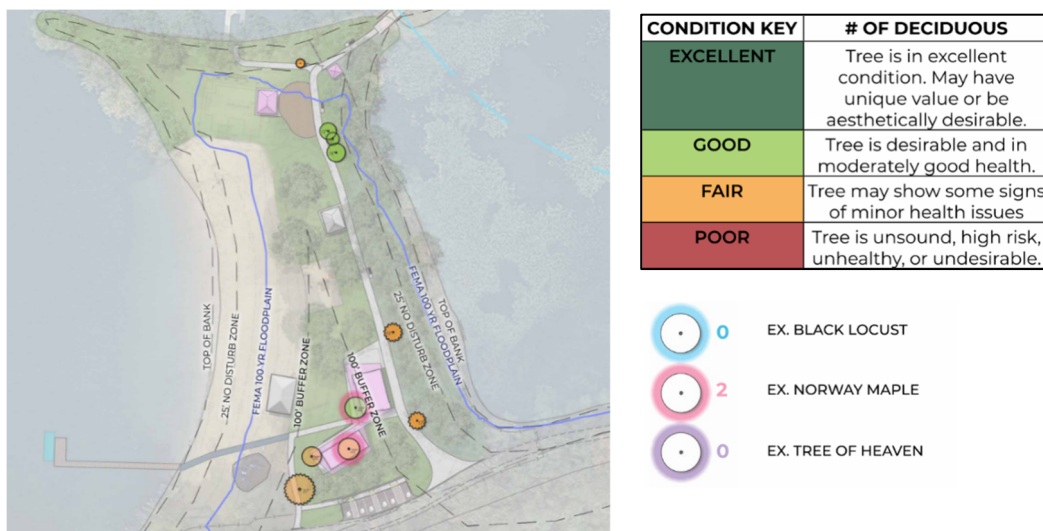 CONDITION KEY
# OF DECIDUOUS
EXCELLENT
Tree is in excellent
condition. May have
unique value or be
aesthetically desirable.
GOOD
Tree is desirable and in
moderately good health.
FAIR
Tree may show some signs
of minor health issues
POOR
Tree is unsound, high risk,
unhealthy, or undesirable.
TOP OF BANK
25' NO DISTURB ZONE
FEMA 100 YR FLOODPLAIN
100' BUFFER ZONE
100' BUFFER ZONE
25' NO DISTURB ZONE
FEMA 100 YR FLOODPLAIN
TOP OF BANK
0 EX. BLACK LOCUST
2 EX. NORWAY MAPLE
0 EX. TREE OF HEAVEN